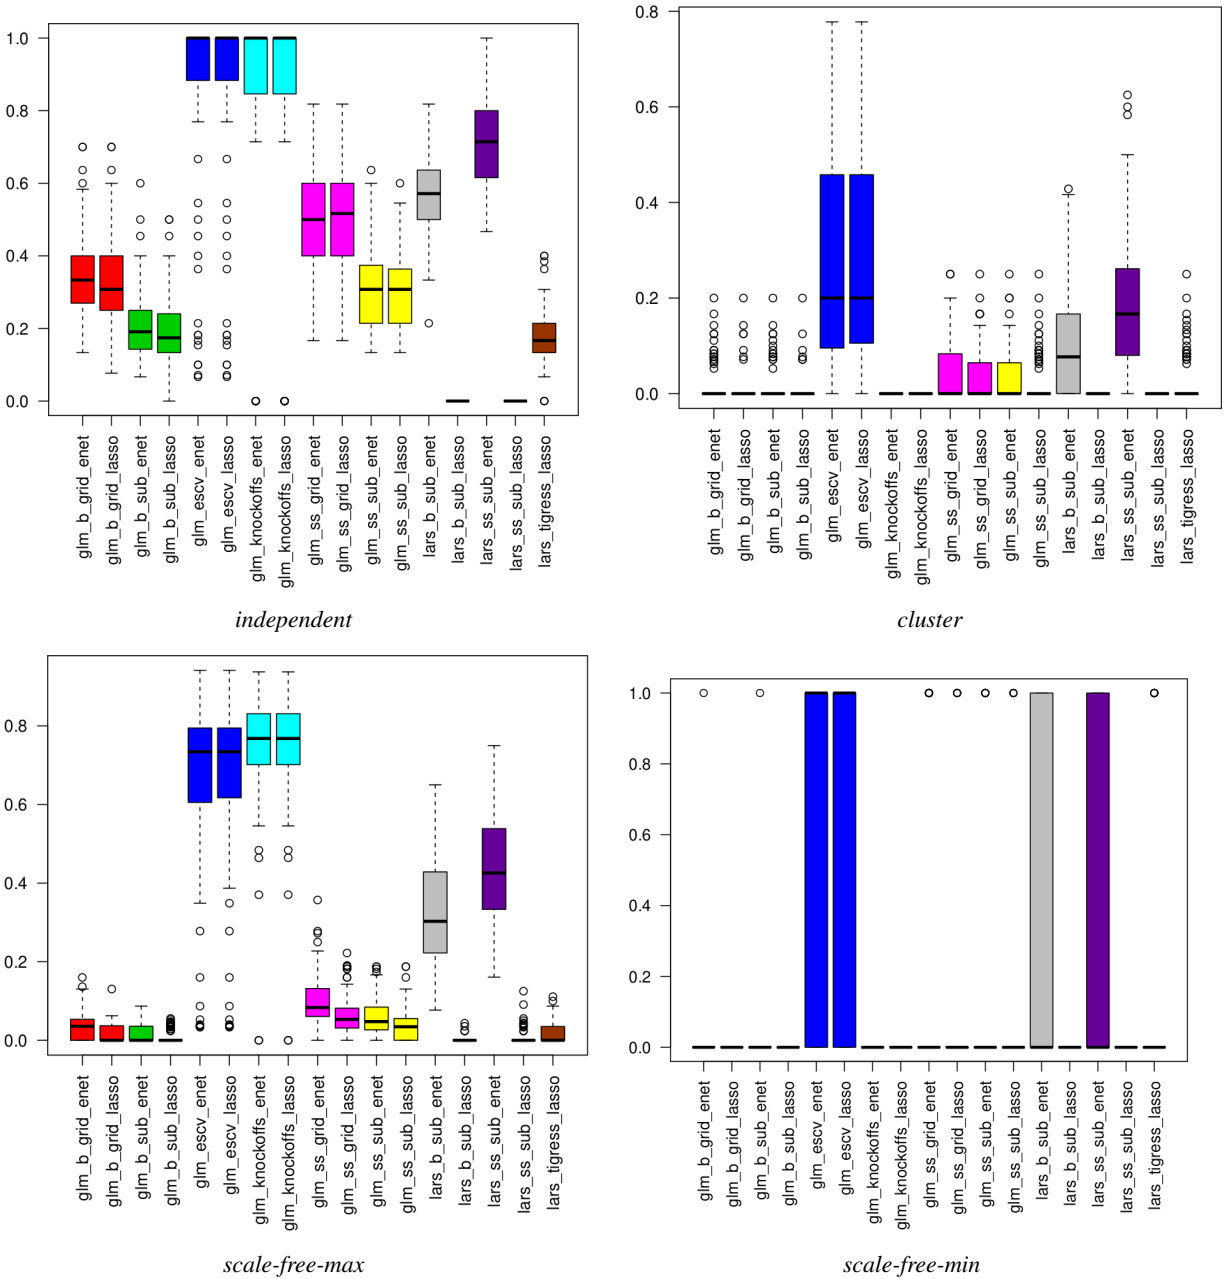 1.0
0.8
0.6
0.4
0.2
0.0
glm_b_grid_enet
glm_b_grid_lasso
glm_b_sub_enet
glm_b_sub_lasso
glm_escv_enet
glm_escv_lasso
glm_knockoffs_enet
glm_knockoffs_lasso
glm_ss_grid_enet
glm_ss_grid_lasso
glm_ss_sub_enet
glm_ss_sub_lasso
lars_b_sub_enet
lars_b_sub_lasso
lars_ss_sub_enet
lars_ss_sub_lasso
lars_tigress_lasso
independent
0.8
0.6
0.4
0.2
0.0
glm_b_grid_enet
glm_b_grid_lasso
glm_b_sub_enet
glm_b_sub_lasso
glm_escv_enet
glm_escv_lasso
glm_knockoffs_enet
glm_knockoffs_lasso
glm_ss_grid_enet
glm_ss_grid_lasso
glm_ss_sub_enet
glm_ss_sub_lasso
lars_b_sub_enet
lars_b_sub_lasso
lars_ss_sub_enet
lars_ss_sub_lasso
lars_tigress_lasso
cluster
0.8
0.6
0.4
0.2
0.0
glm_b_grid_enet
glm_b_grid_lasso
glm_b_sub_enet
glm_b_sub_lasso
glm_escv_enet
glm_escv_lasso
glm_knockoffs_enet
glm_knockoffs_lasso
glm_ss_grid_enet
glm_ss_grid_lasso
glm_ss_sub_enet
glm_ss_sub_lasso
lars_b_sub_enet
lars_b_sub_lasso
lars_ss_sub_enet
lars_ss_sub_lasso
lars_tigress_lasso
scale-free-max
1.0
0.8
0.6
0.4
0.2
0.0
glm_b_grid_enet
glm_b_grid_lasso
glm_b_sub_enet
glm_b_sub_lasso
glm_escv_enet
glm_escv_lasso
glm_knockoffs_enet
glm_knockoffs_lasso
glm_ss_grid_enet
glm_ss_grid_lasso
glm_ss_sub_enet
glm_ss_sub_lasso
lars_b_sub_enet
lars_b_sub_lasso
lars_ss_sub_enet
lars_ss_sub_lasso
lars_tigress_lasso
scale-free-min